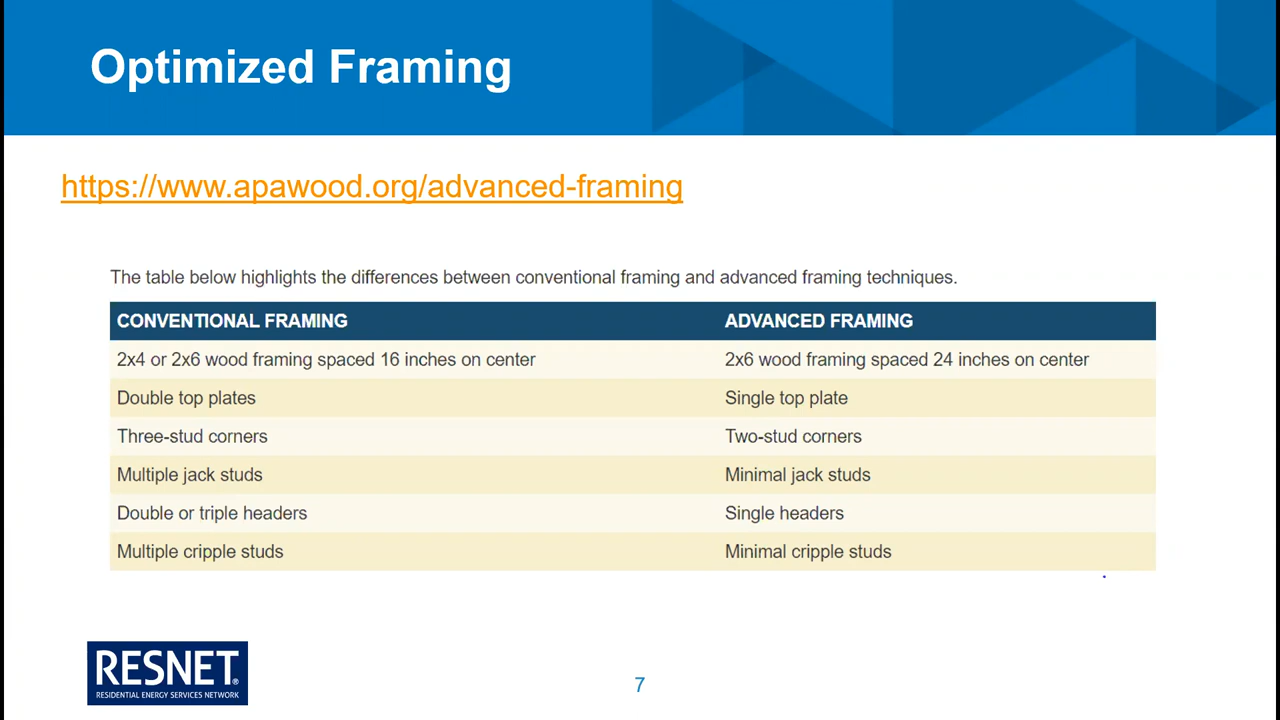 Optimized Framing
https://www.apawood.org/advanced-framing
The table below highlights the differences between conventional framing and advanced framing techniques.
CONVENTIONAL FRAMING ADVANCED FRAMING
2x4 or 2x6 wood framing spaced 16 inches on center 2x6 wood framing spaced 24 inches on center
Double top plates Single top plate
Three-stud corners Two-stud corners
Multiple jack studs Minimal jack studs
Double or triple headers Single headers
Multiple cripple studs Minimal cripple studs
RESNET®
RESIDENTIAL ENERGY SERVICES NETWORK
7